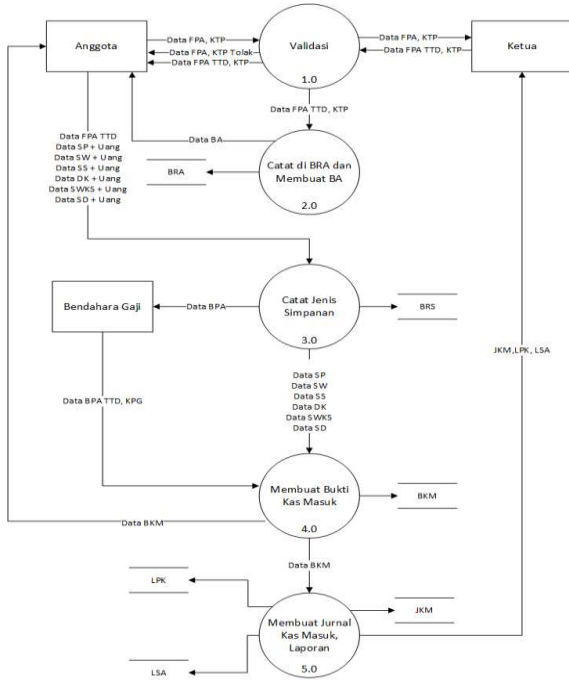 Anggota
Data FPA, KTP
Data FPA, KTP Tolak
Data FPA TTD, KTP
Validasi
1.0
Data FPA, KTP
Data FPA TTD, KTP
Ketua
Data FPA TTD, KTP
Data BA
BRA
Catat di BRA dan
Membuat BA
2.0
Data FPA TTD
Data SP + Uang
Data SW + Uang
Data SS + Uang
Data DK + Uang
Data SWKS + Uang
Data SD + Uang
Bendahara Gaji
Data BPA
Catat Jenis
Simpanan
3.0
BRS
JKM,LPK, LSA
Data BPA TTD, KPG
Data SP
Data SW
Data SS
Data DK
Data SWKS
Data SD
Membuat Bukti
Kas Masuk
4.0
BKM
Data BKM
Data BKM
LPK
Membuat Jurnal
Kas Masuk,
Laporan
5.0
JKM
LSA